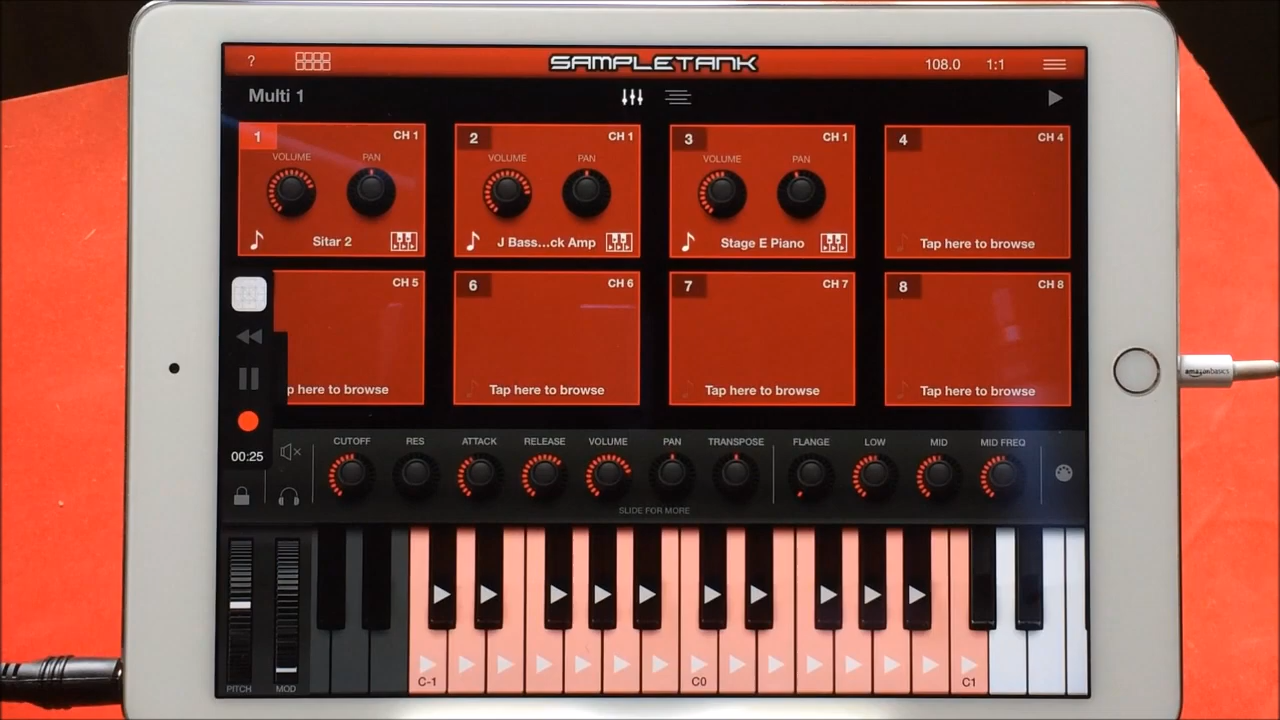 ? SAMPLETANK 108.0 1:1
Multi 1
1 CH 1
VOLUME PAN
Sitar 2
2 CH 1
VOLUME PAN
J Bass...ck Amp
3 CH 1
VOLUME PAN
Stage E Piano
4 CH 4
Tap here to browse
CH 5
p here to browse
6 CH 6
Tap here to browse
7 CH 7
Tap here to browse
8 CH 8
Tap here to browse
00:25
CUTOFF RES ATTACK RELEASE VOLUME PAN TRANSPOSE FLANGE LOW MID MID FREQ
SLIDE FOR MORE
C-1 C0 C1
PITCH MOD
amazonbasics